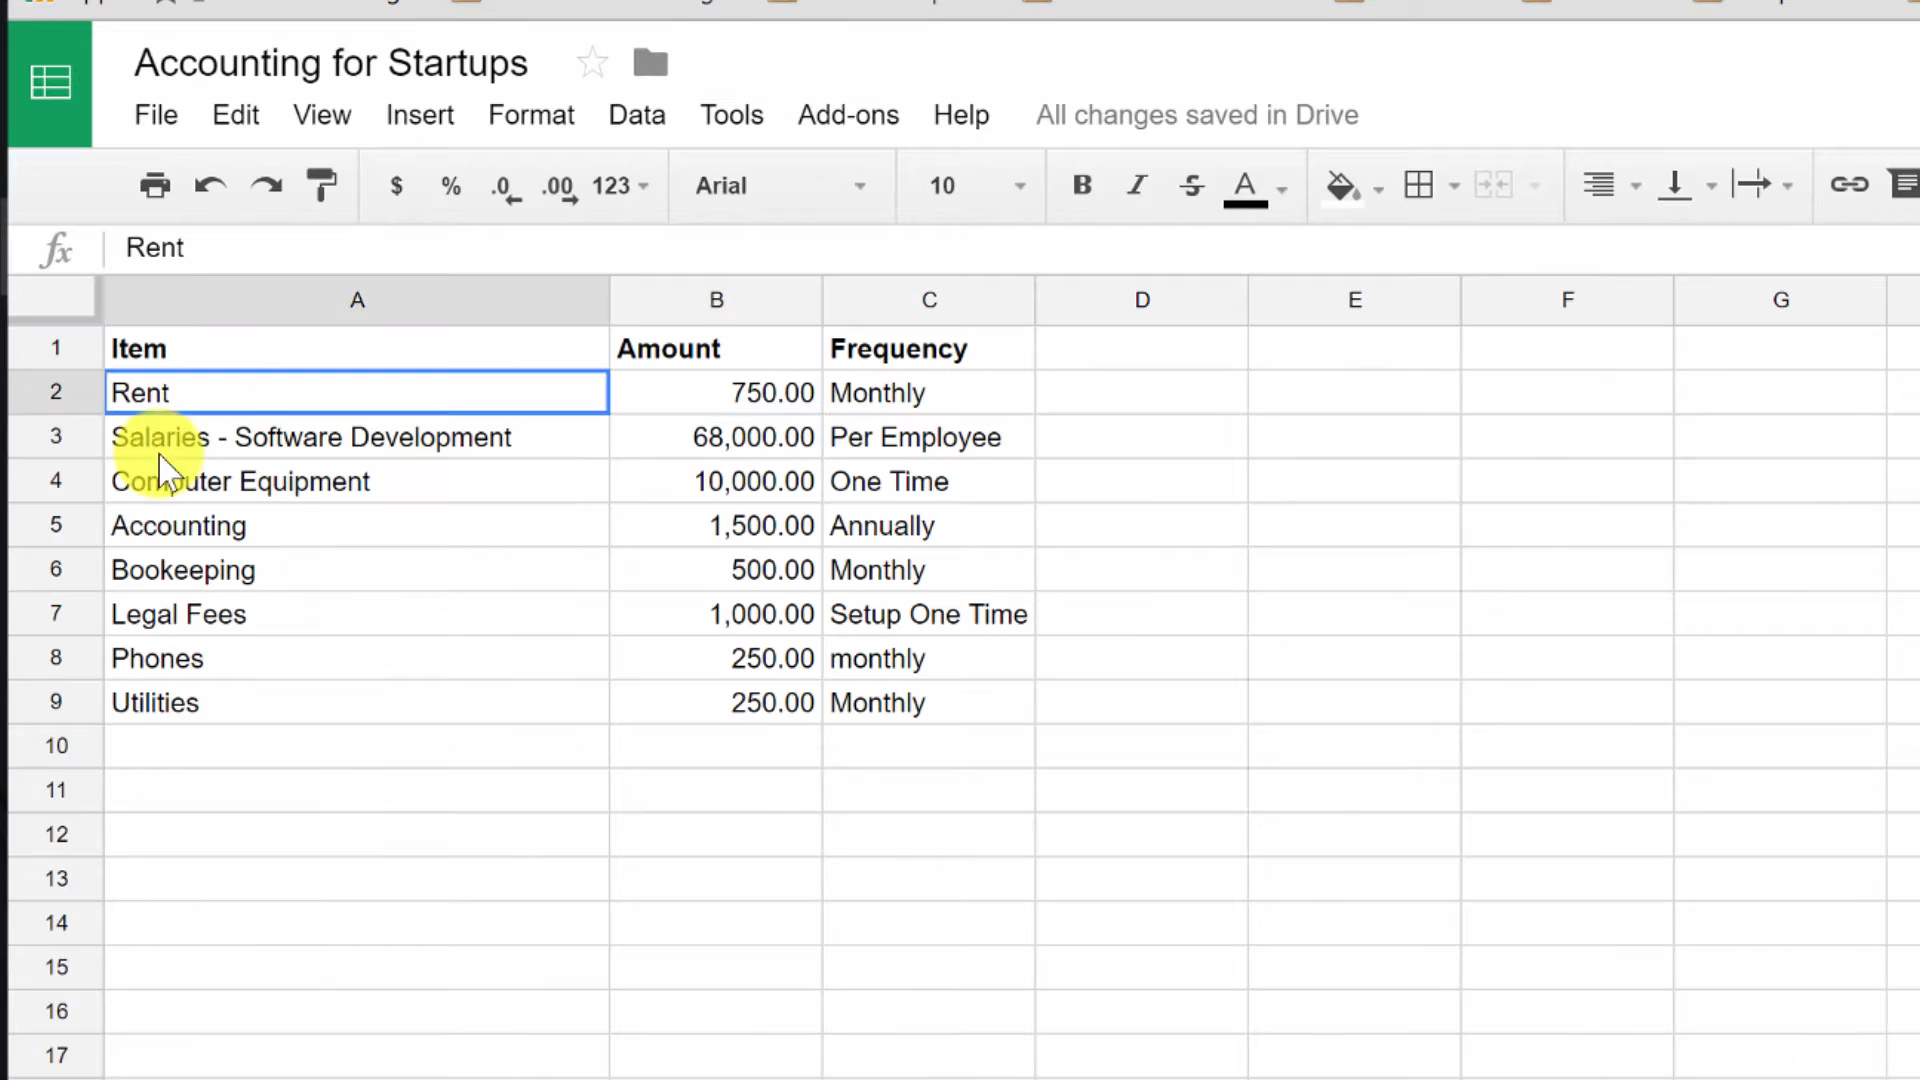 Accounting for Startups
File Edit View Insert Format Data Tools Add-ons Help All changes saved in Drive
$ % .0 .00 123 Arial 10 B I S A
fx Rent
A B C D E F G
1 Item Amount Frequency
2 Rent 750.00 Monthly
3 Salaries - Software Development 68,000.00 Per Employee
4 Computer Equipment 10,000.00 One Time
5 Accounting 1,500.00 Annually
6 Bookeeping 500.00 Monthly
7 Legal Fees 1,000.00 Setup One Time
8 Phones 250.00 monthly
9 Utilities 250.00 Monthly
10
11
12
13
14
15
16
17